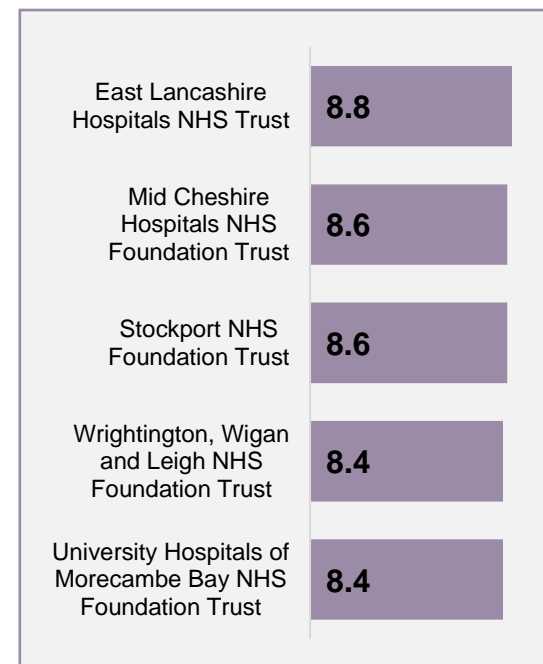 East Lancashire
Hospitals NHS Trust
8.8
Mid Cheshire
Hospitals NHS
Foundation Trust
8.6
Stockport NHS
Foundation Trust
8.6
Wrightington, Wigan
and Leigh NHS
Foundation Trust
8.4
University Hospitals of
Morecambe Bay NHS
Foundation Trust
8.4